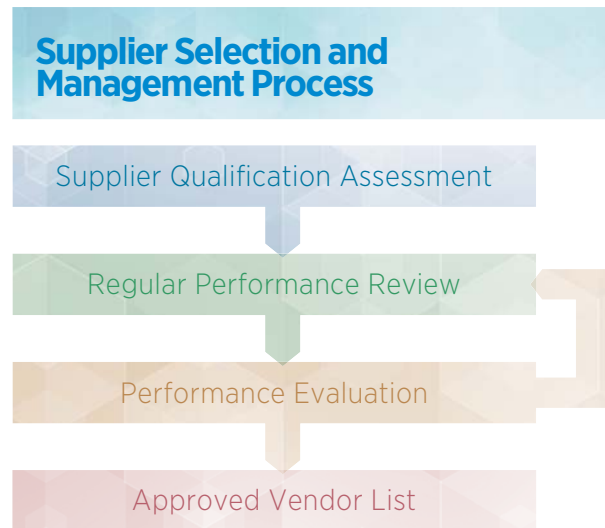 Supplier Selection and
Management Process
Supplier Qualification Assessment
Regular Performance Review
Performance Evaluation
Approved Vendor List